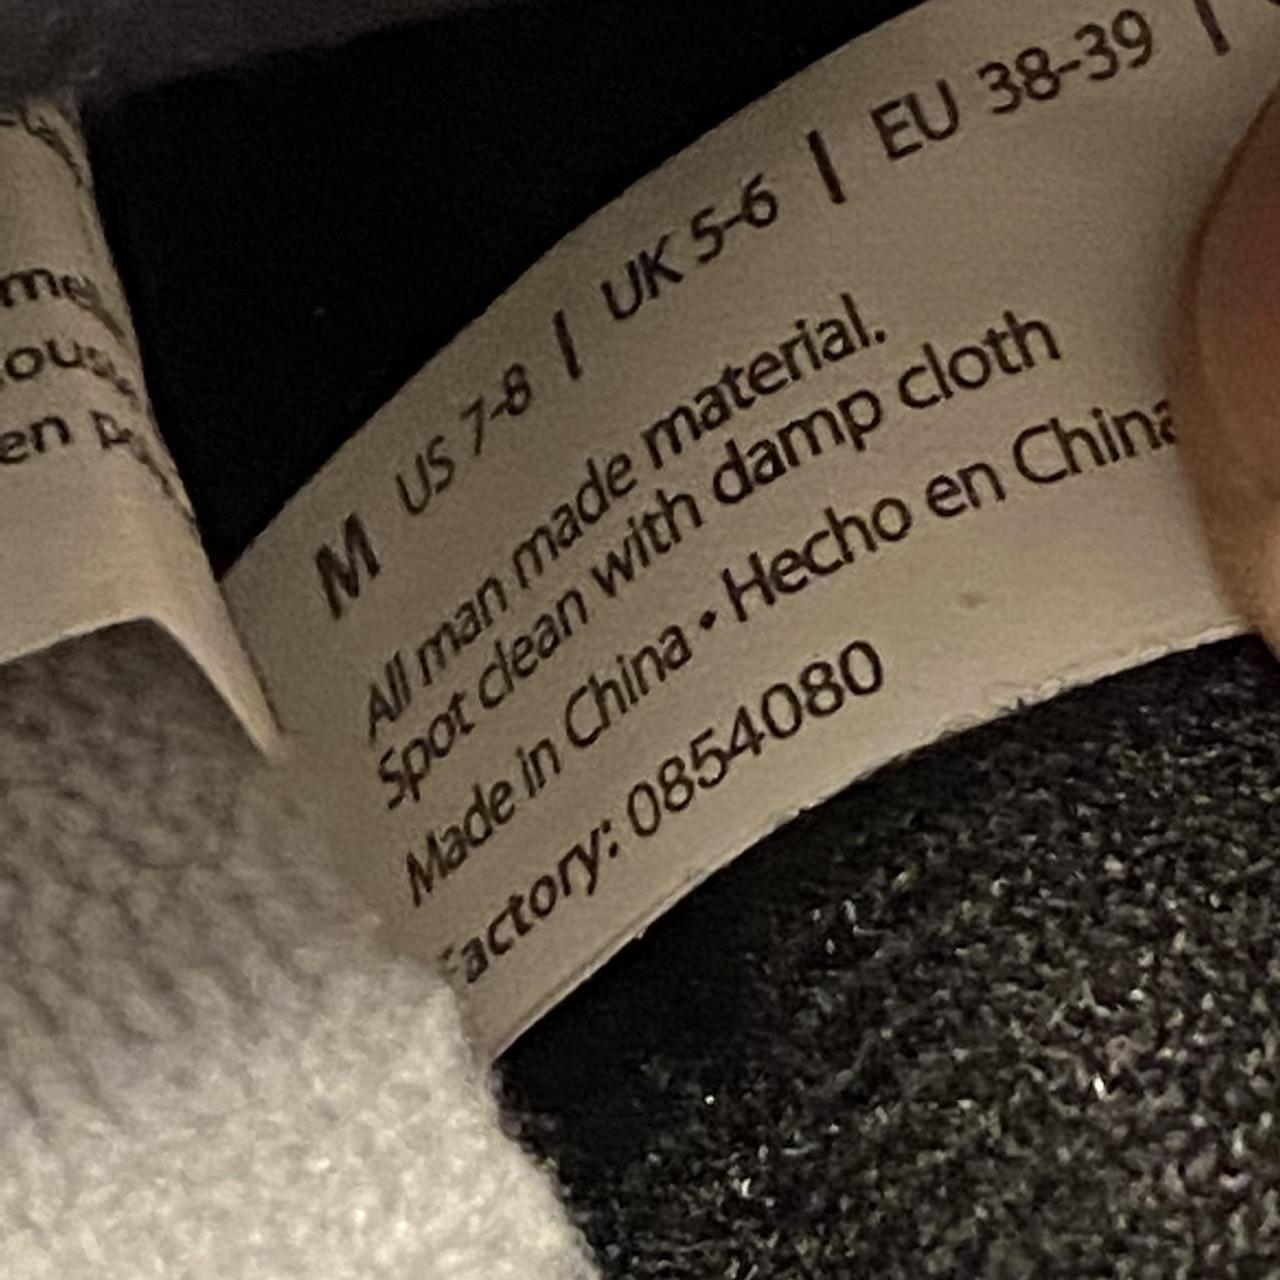 M US 7-8 | UK 5-6 | EU 38-39 |
All man made material.
Spot clean with damp cloth
Made in China • Hecho en China
Factory: 0854080
en